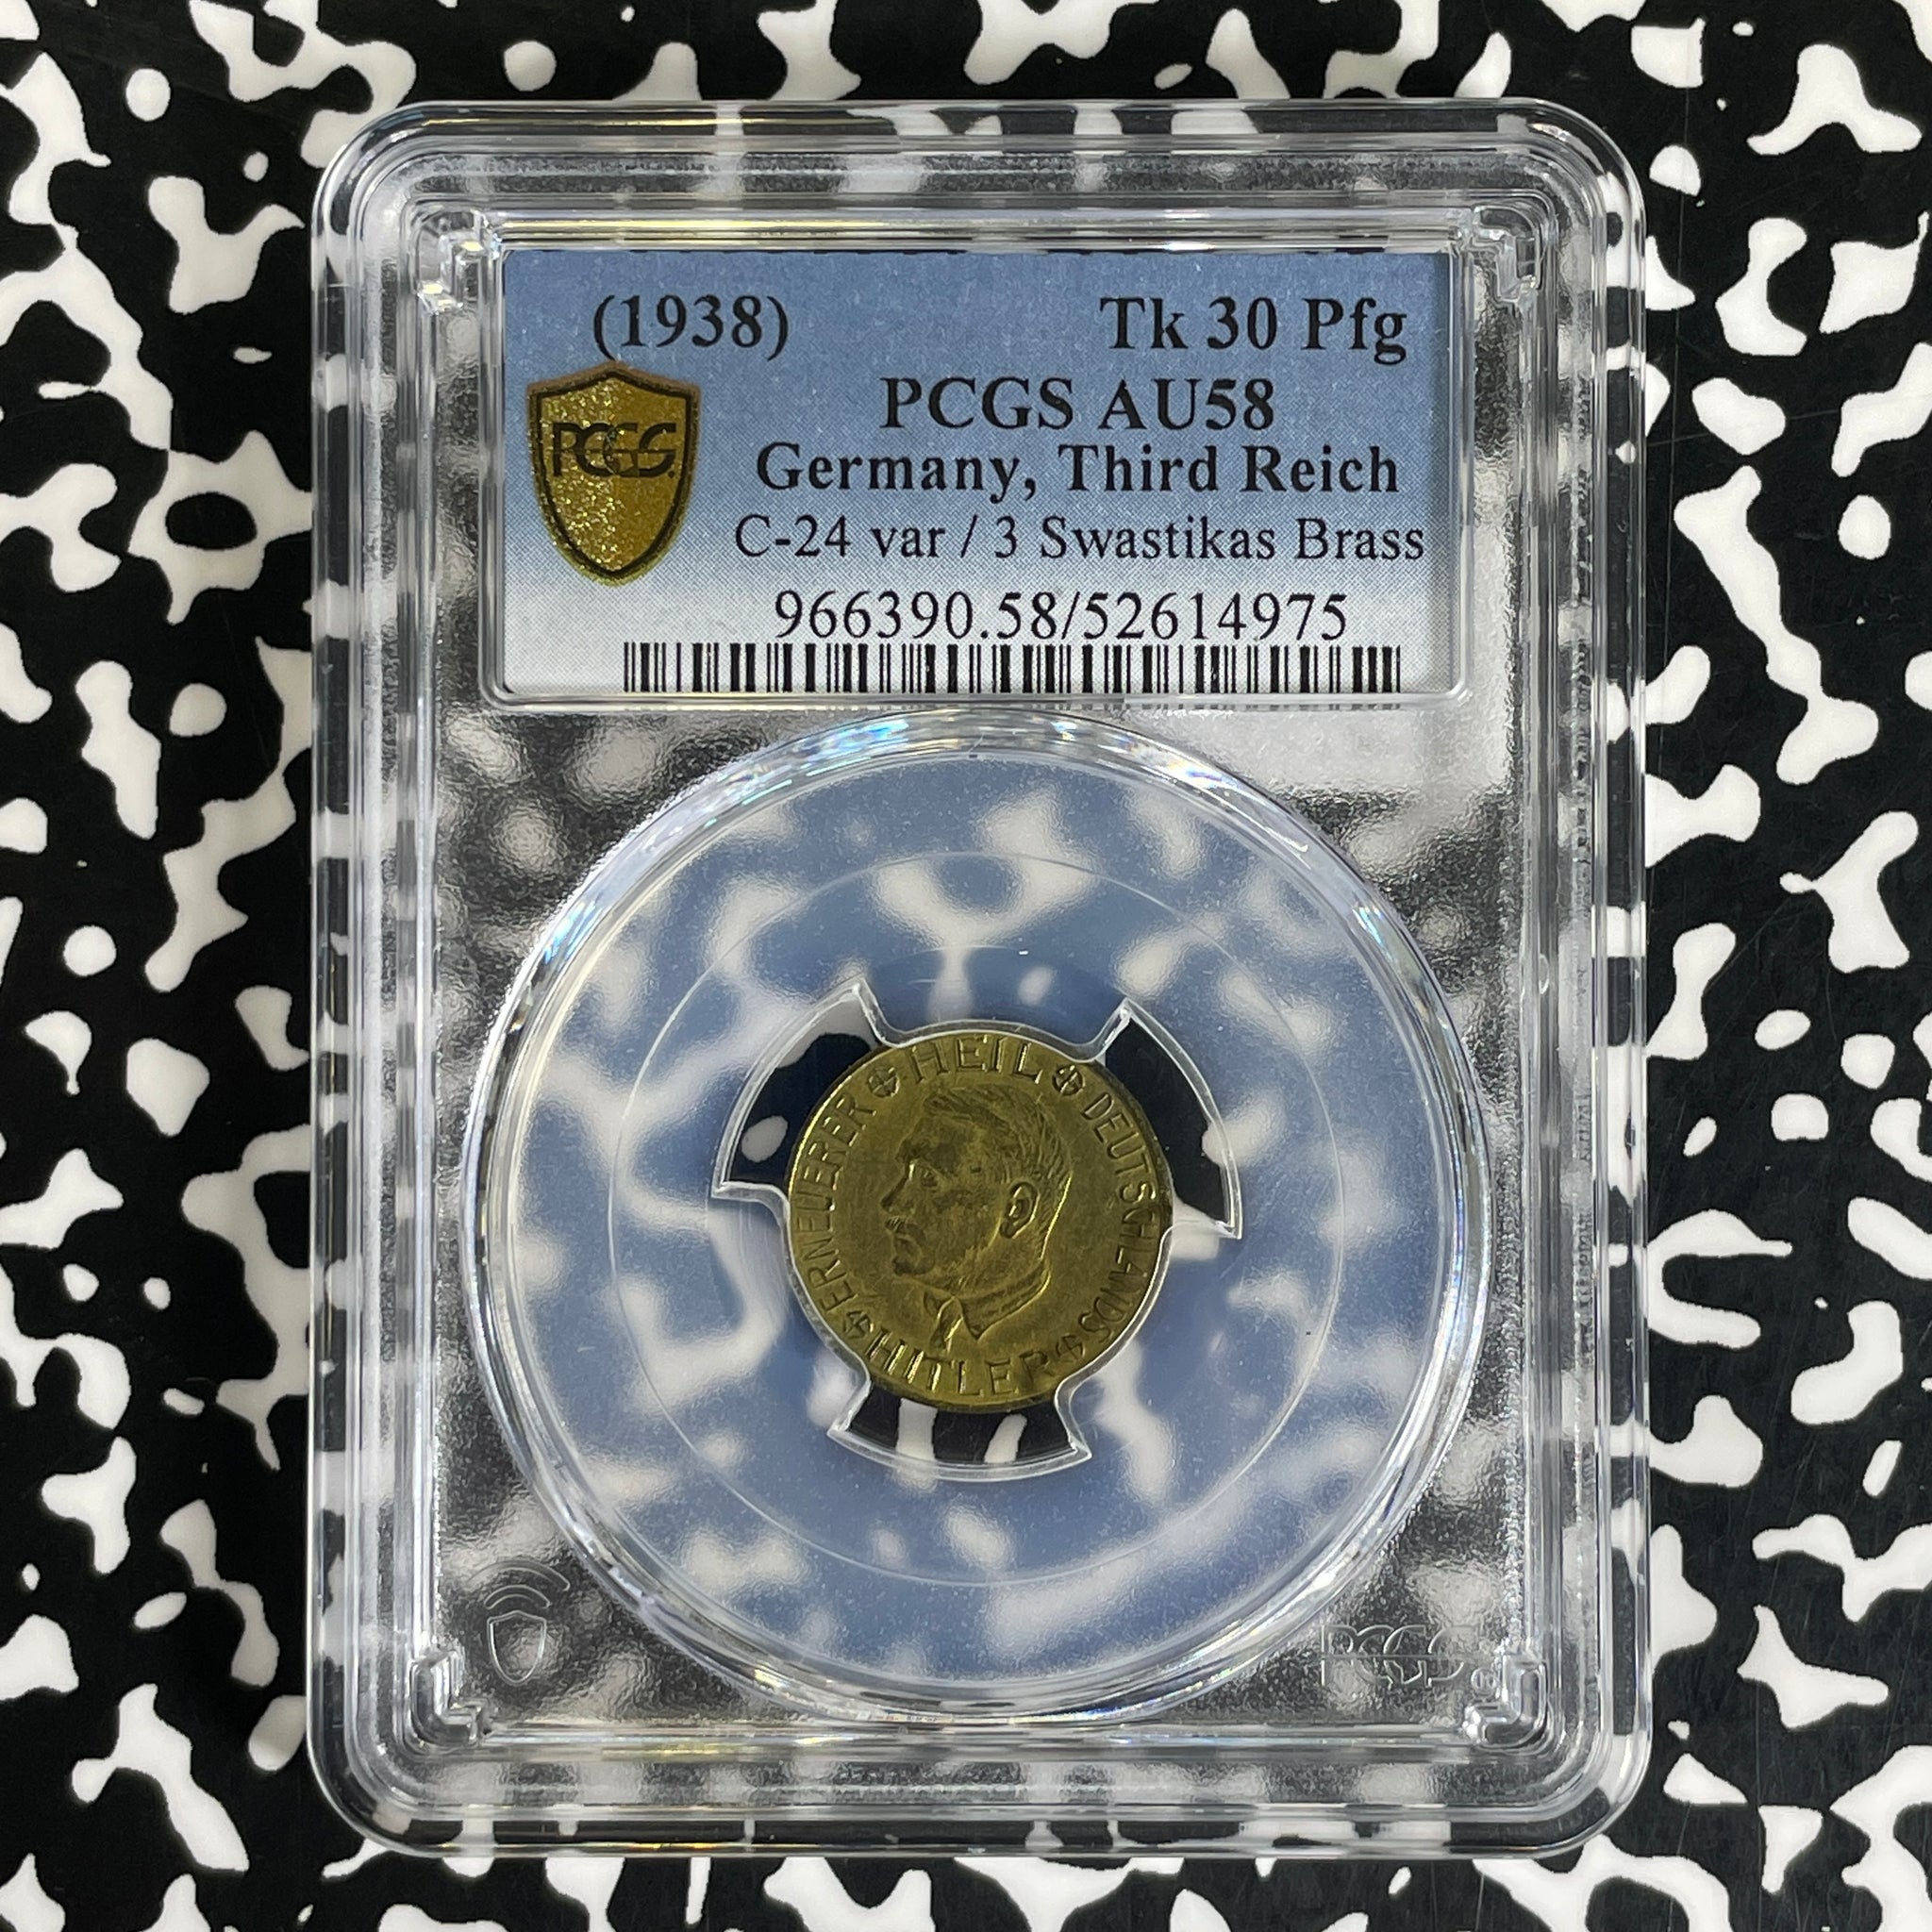 (1938) Tk 30 Pfg
PCGS AU58
PCGS
Germany, Third Reich
C-24 var / 3 Swastikas Brass
966390.58/52614975
HEIL
DEUTSCHLANDS
ERNEUERER
HITLER
PCGS